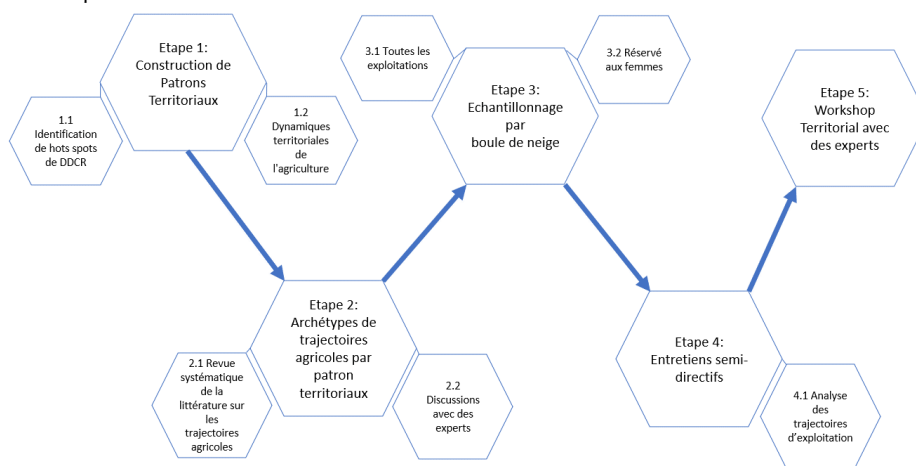 Etape 1:
Construction de
Patrons
Territoriaux
1.1
Identification
de hots spots
de DDCR
1.2
Dynamiques
territoriales
de
l'agriculture
Etape 2:
Archétypes de
trajectoires
agricoles par
patron
territoriaux
2.1 Revue
systématique
de la
littérature sur
les
trajectoires
agricoles
2.2
Discussions
avec des
experts
3.1 Toutes les
exploitations
3.2 Réservé
aux femmes
Etape 3:
Echantillonnage
par
boule de neige
Etape 4:
Entretiens semi-
directifs
4.1 Analyse
des
trajectoires
d’exploitation
Etape 5:
Workshop
Territorial avec
des experts